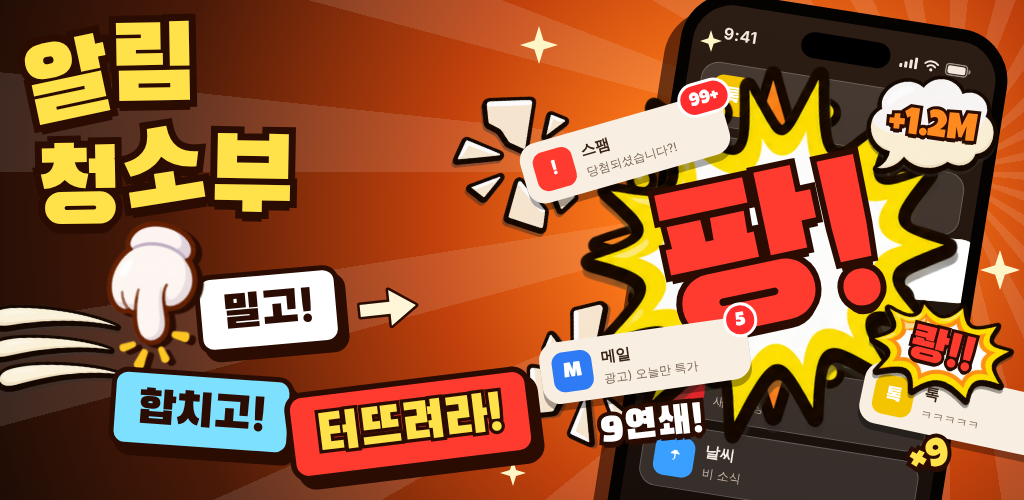 알림
청소부
밀고!
합치고!
터뜨려라!
9:41
99+
스팸
당첨되셨습니다?!
+1.2M
팡!
5
M
메일
광고) 오늘만 특가
쾅!!
톡
톡
ㅋㅋㅋㅋㅋ
9연쇄!
+9
날씨
비 소식